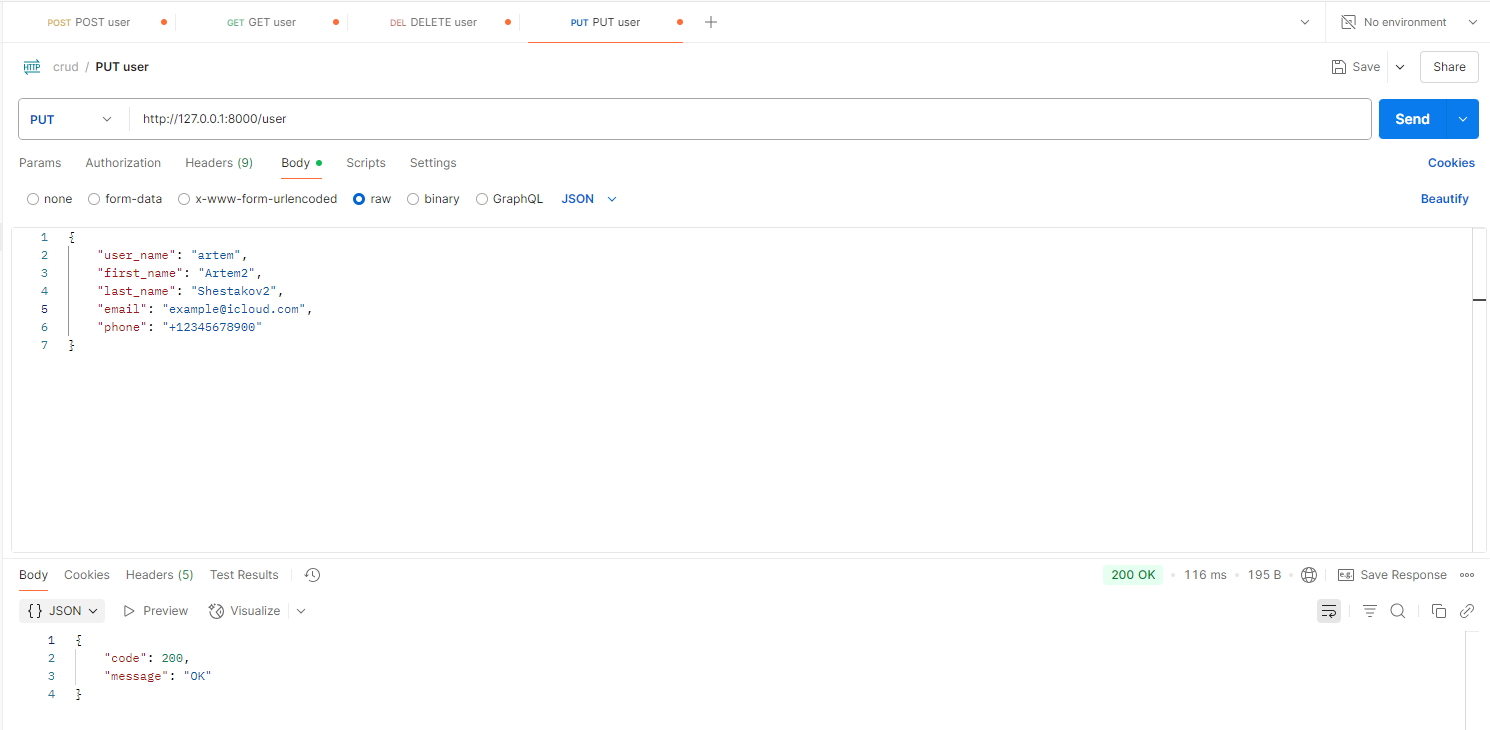 POST POST user GET GET user DEL DELETE user PUT PUT user No environment
HTTP crud / PUT user Save Share
PUT http://127.0.0.1:8000/user Send
Params Authorization Headers (9) Body Scripts Settings Cookies
none form-data x-www-form-urlencoded raw binary GraphQL JSON Beautify
1 {
2 "user_name": "artem",
3 "first_name": "Artem2",
4 "last_name": "Shestakov2",
5 "email": "example@icloud.com",
6 "phone": "+12345678900"
7 }
Body Cookies Headers (5) Test Results 200 OK • 116 ms • 195 B • e.g. Save Response
{} JSON Preview Visualize
1 {
2 "code": 200,
3 "message": "OK"
4 }